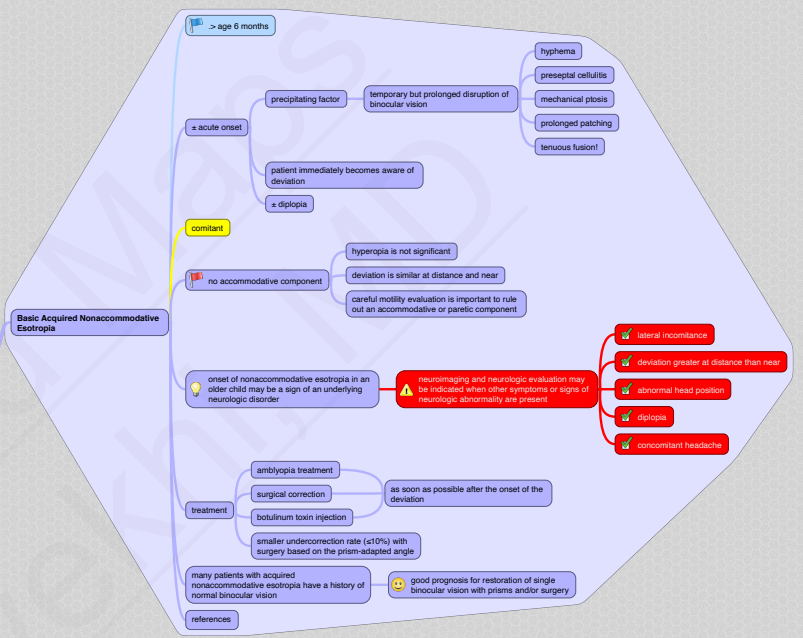 .> age 6 months
hyphema
preseptal cellulitis
precipitating factor
temporary but prolonged disruption of
binocular vision
mechanical ptosis
prolonged patching
tenuous fusion!
± acute onset
patient immediately becomes aware of
deviation
± diplopia
comitant
hyperopia is not significant
no accommodative component
deviation is similar at distance and near
careful motility evaluation is important to rule
out an accommodative or paretic component
Basic Acquired Nonaccommodative
Esotropia
onset of nonaccommodative esotropia in an
older child may be a sign of an underlying
neurologic disorder
neuroimaging and neurologic evaluation may
be indicated when other symptoms or signs of
neurologic abnormality are present
lateral incomitance
deviation greater at distance than near
abnormal head position
diplopia
concomitant headache
treatment
amblyopia treatment
surgical correction
botulinum toxin injection
as soon as possible after the onset of the
deviation
smaller undercorrection rate (≤10%) with
surgery based on the prism-adapted angle
many patients with acquired
nonaccommodative esotropia have a history of
normal binocular vision
good prognosis for restoration of single
binocular vision with prisms and/or surgery
references
Maps
MD